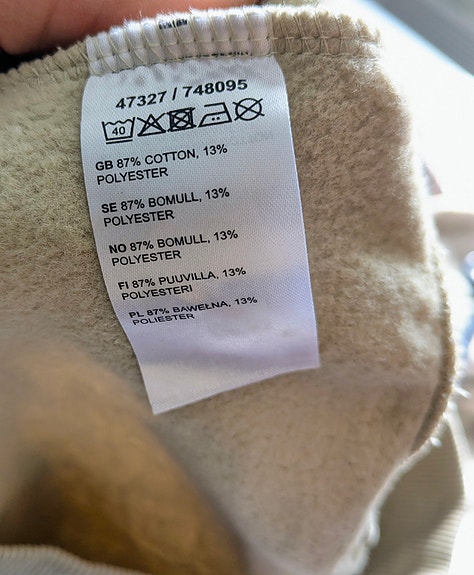 47327 / 748095
40
GB 87% COTTON, 13%
POLYESTER
SE 87% BOMULL, 13%
POLYESTER
NO 87% BOMULL, 13%
POLYESTER
FI 87% PUUVILLA, 13%
POLYESTERI
PL 87% BAWEŁNA, 13%
POLIESTER